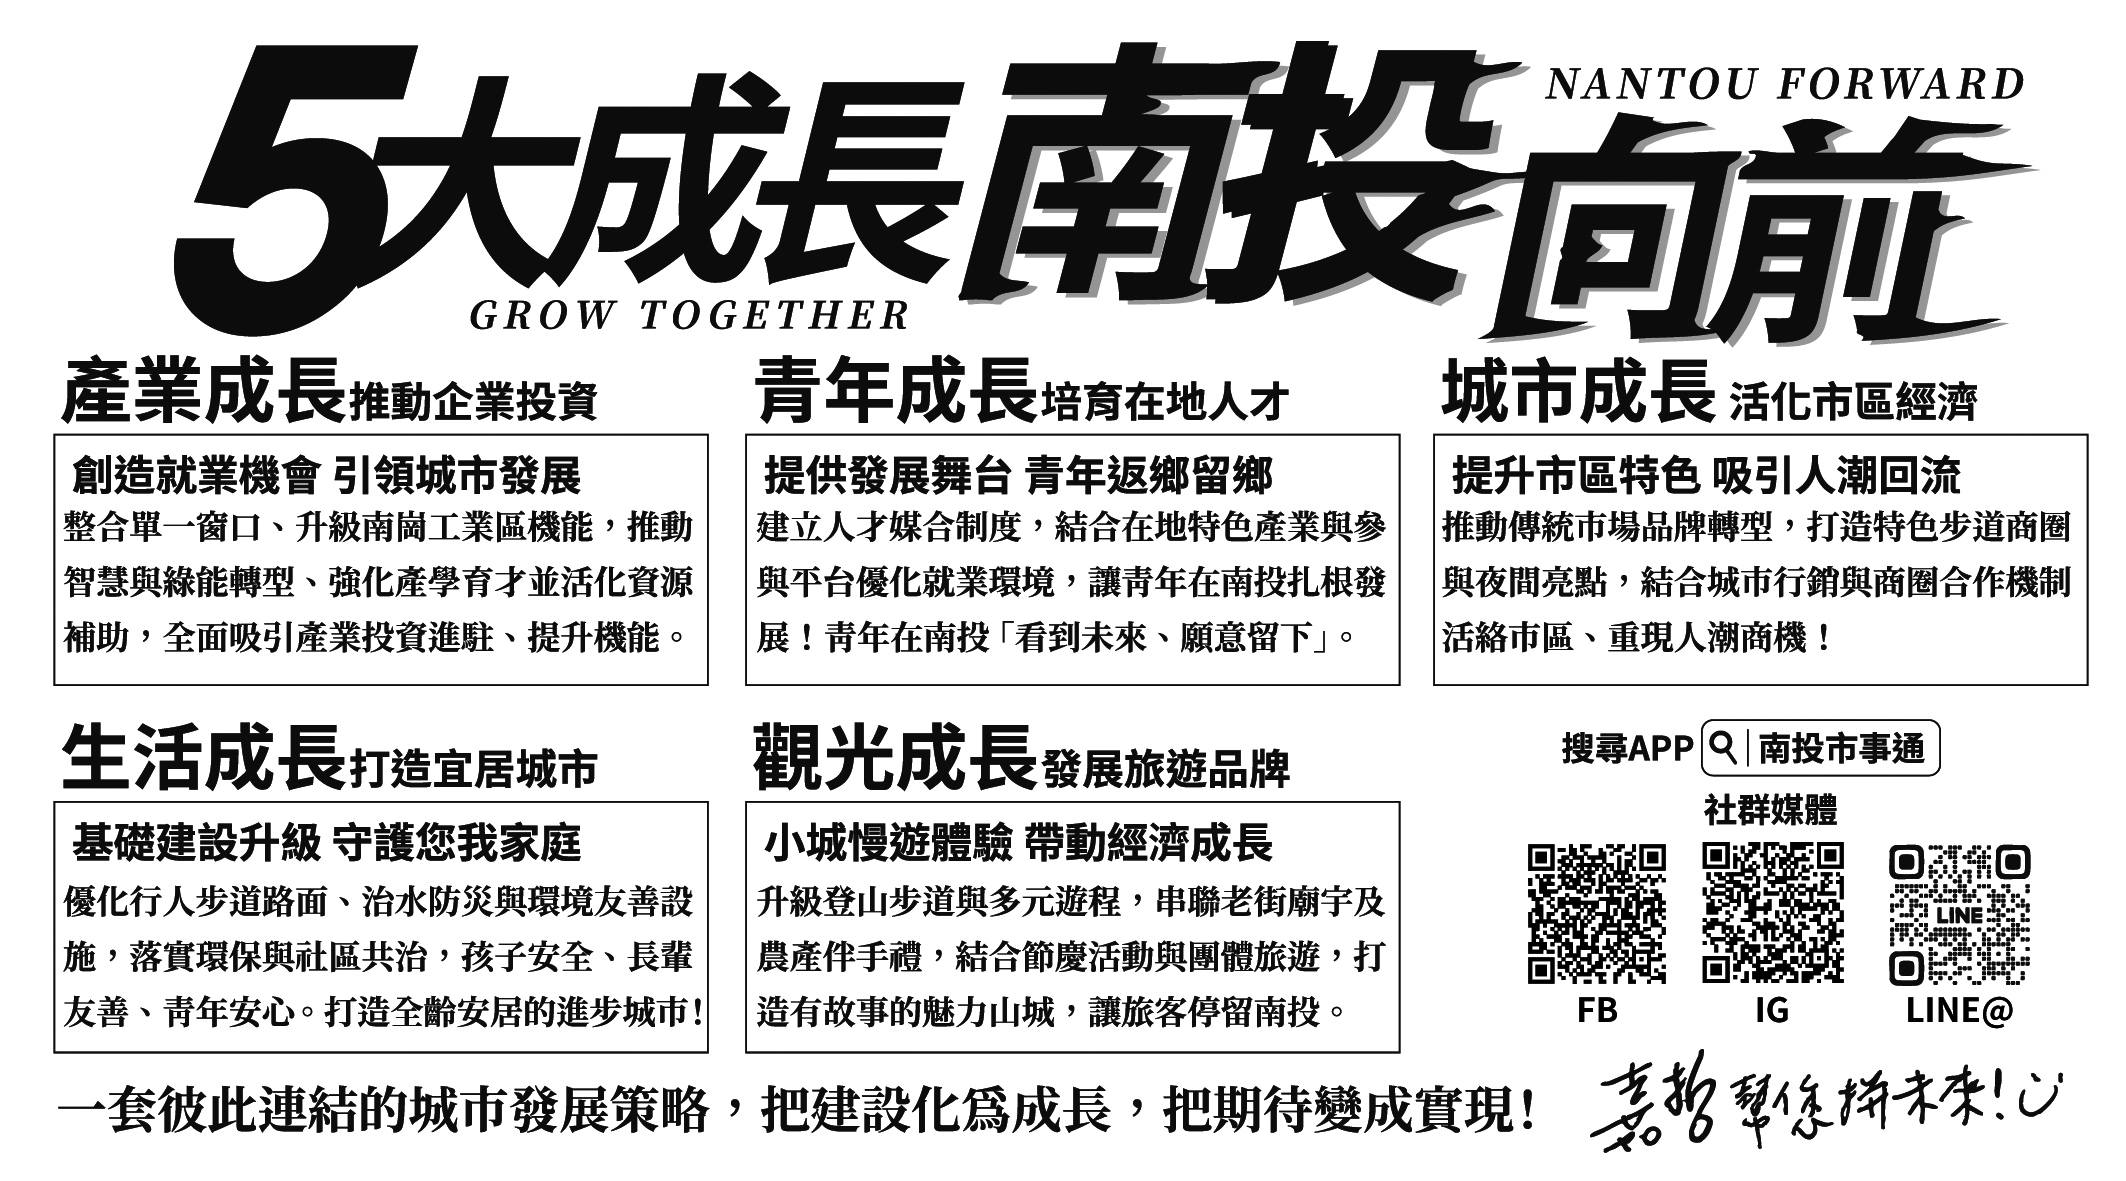 5大成長 南投向前
NANTOU FORWARD
GROW TOGETHER
產業成長 推動企業投資
創造就業機會 引領城市發展
整合單一窗口、升級南崗工業區機能，推動
智慧與綠能轉型、強化產學育才並活化資源
補助，全面吸引產業投資進駐、提升機能。
青年成長 培育在地人才
提供發展舞台 青年返鄉留鄉
建立人才媒合制度，結合在地特色產業與參
與平台優化就業環境，讓青年在南投扎根發
展！青年在南投「看到未來、願意留下」。
城市成長 活化市區經濟
提升市區特色 吸引人潮回流
推動傳統市場品牌轉型，打造特色步道商圈
與夜間亮點，結合城市行銷與商圈合作機制
活絡市區、重現人潮商機！
生活成長 打造宜居城市
基礎建設升級 守護您我家庭
優化行人步道路面、治水防災與環境友善設
施，落實環保與社區共治，孩子安全、長輩
友善、青年安心。打造全齡安居的進步城市！
觀光成長 發展旅遊品牌
小城慢遊體驗 帶動經濟成長
升級登山步道與多元遊程，串聯老街廟宇及
農產伴手禮，結合節慶活動與團體旅遊，打
造有故事的魅力山城，讓旅客停留南投。
搜尋APP 南投市事通
社群媒體
LINE
FB IG LINE@
一套彼此連結的城市發展策略，把建設化為成長，把期待變成實現！
嘉哲 幫您拼未來！